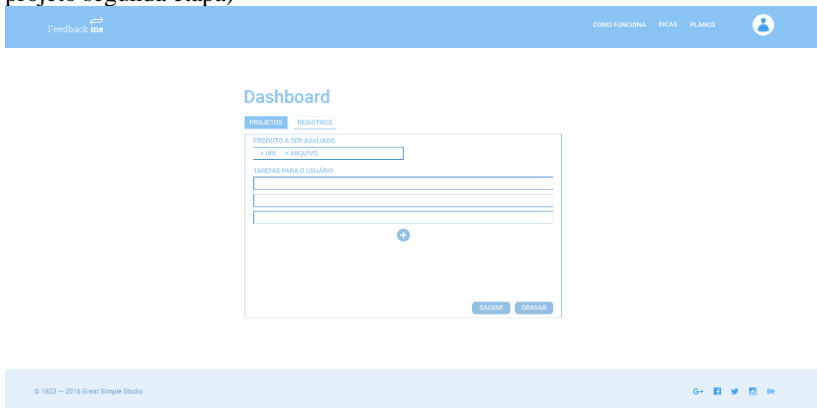 projeto segunda etapa)
Feedback me
COMO FUNCIONA DICAS PLANOS
Dashboard
PROJETOS REGISTROS
PRODUTO A SER AVALIADO
+ URL + ARQUIVO
TAREFAS PARA O USUÁRIO
SALVAR GRAVAR
© 1823 — 2016 Great Simple Studio
G+
Bē